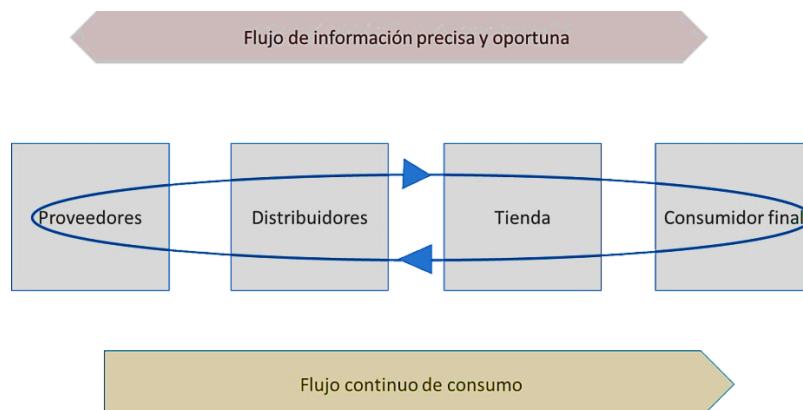 Flujo de información precisa y oportuna
Proveedores
Distribuidores
Tienda
Consumidor final
Flujo continuo de consumo